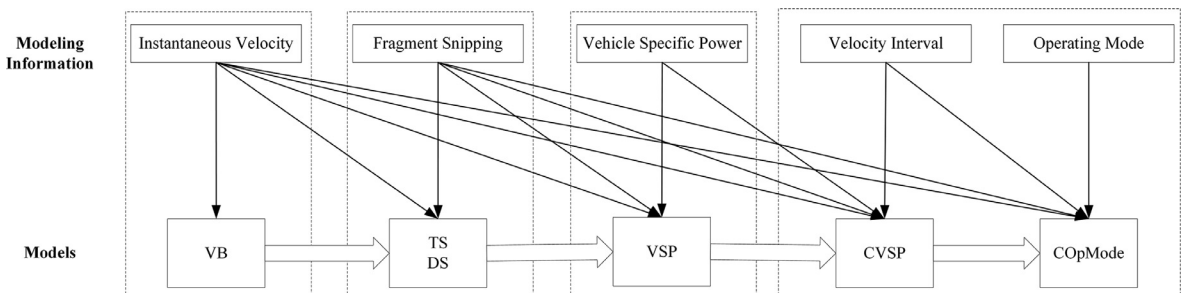 Modeling
Information
Instantaneous Velocity
Fragment Snipping
Vehicle Specific Power
Velocity Interval
Operating Mode
Models
VB
TS
DS
VSP
CVSP
COpMode